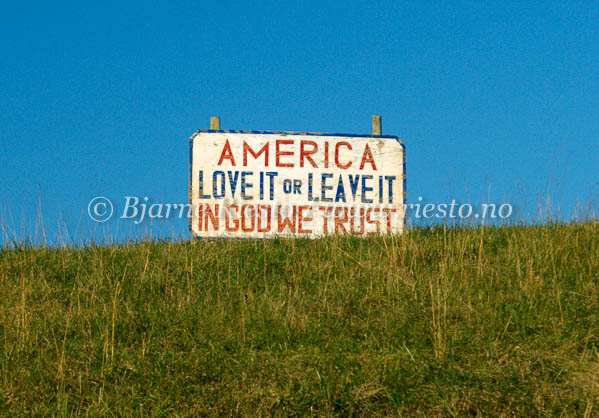 AMERICA
LOVE IT OR LEAVE IT
IN GOD WE TRUST